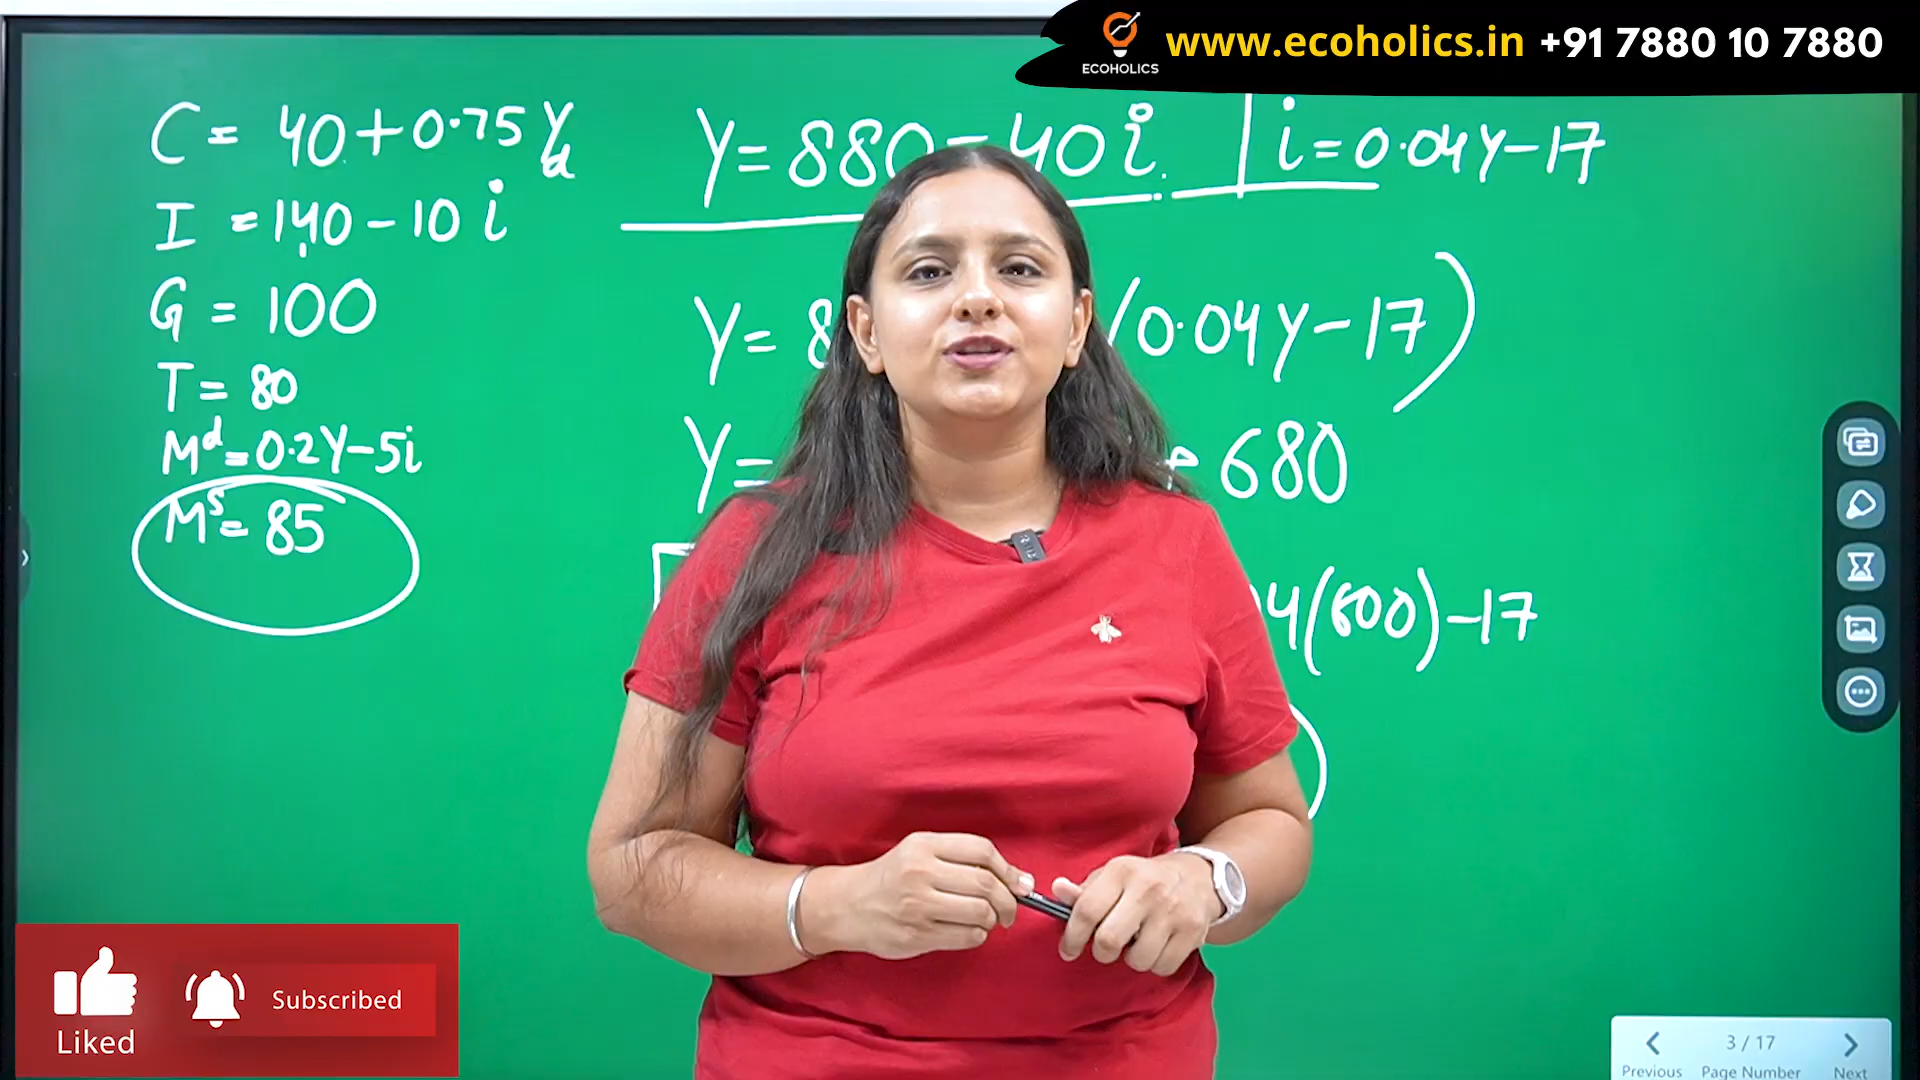 www.ecoholics.in +91 7880 10 7880
ECOHOLICS
C = 40 + 0.75 Yd
I = 140 - 10 i
G = 100
T = 80
Md = 0.2Y - 5i
Ms = 85
Y = 880 - 40 i | i = 0.04Y - 17
Y = 8 (0.04Y - 17)
Y = + 680
4(600) - 17
Liked
Subscribed
3 / 17
Previous Page Number Next